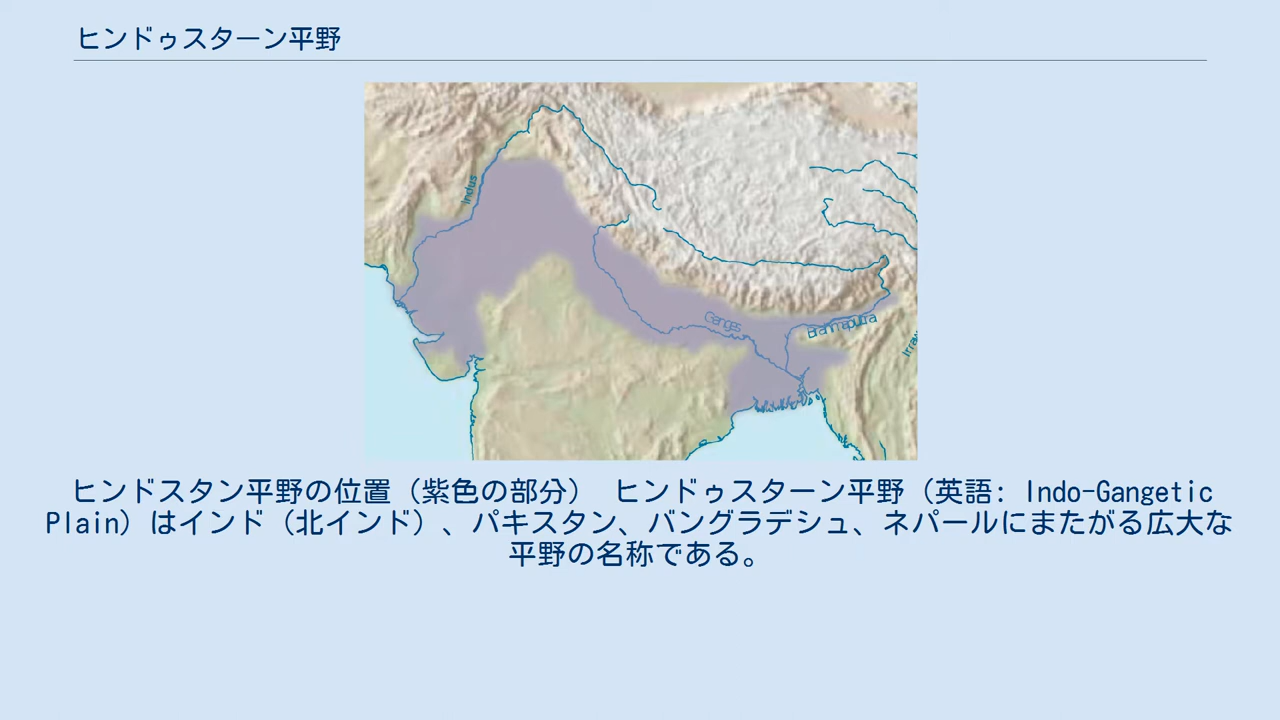 ヒンドゥスターン平野
Indus
Ganges
Brahmaputra
Irra
ヒンドスタン平野の位置（紫色の部分） ヒンドゥスターン平野（英語: Indo-Gangetic
Plain）はインド（北インド）、パキスタン、バングラデシュ、ネパールにまたがる広大な
平野の名称である。